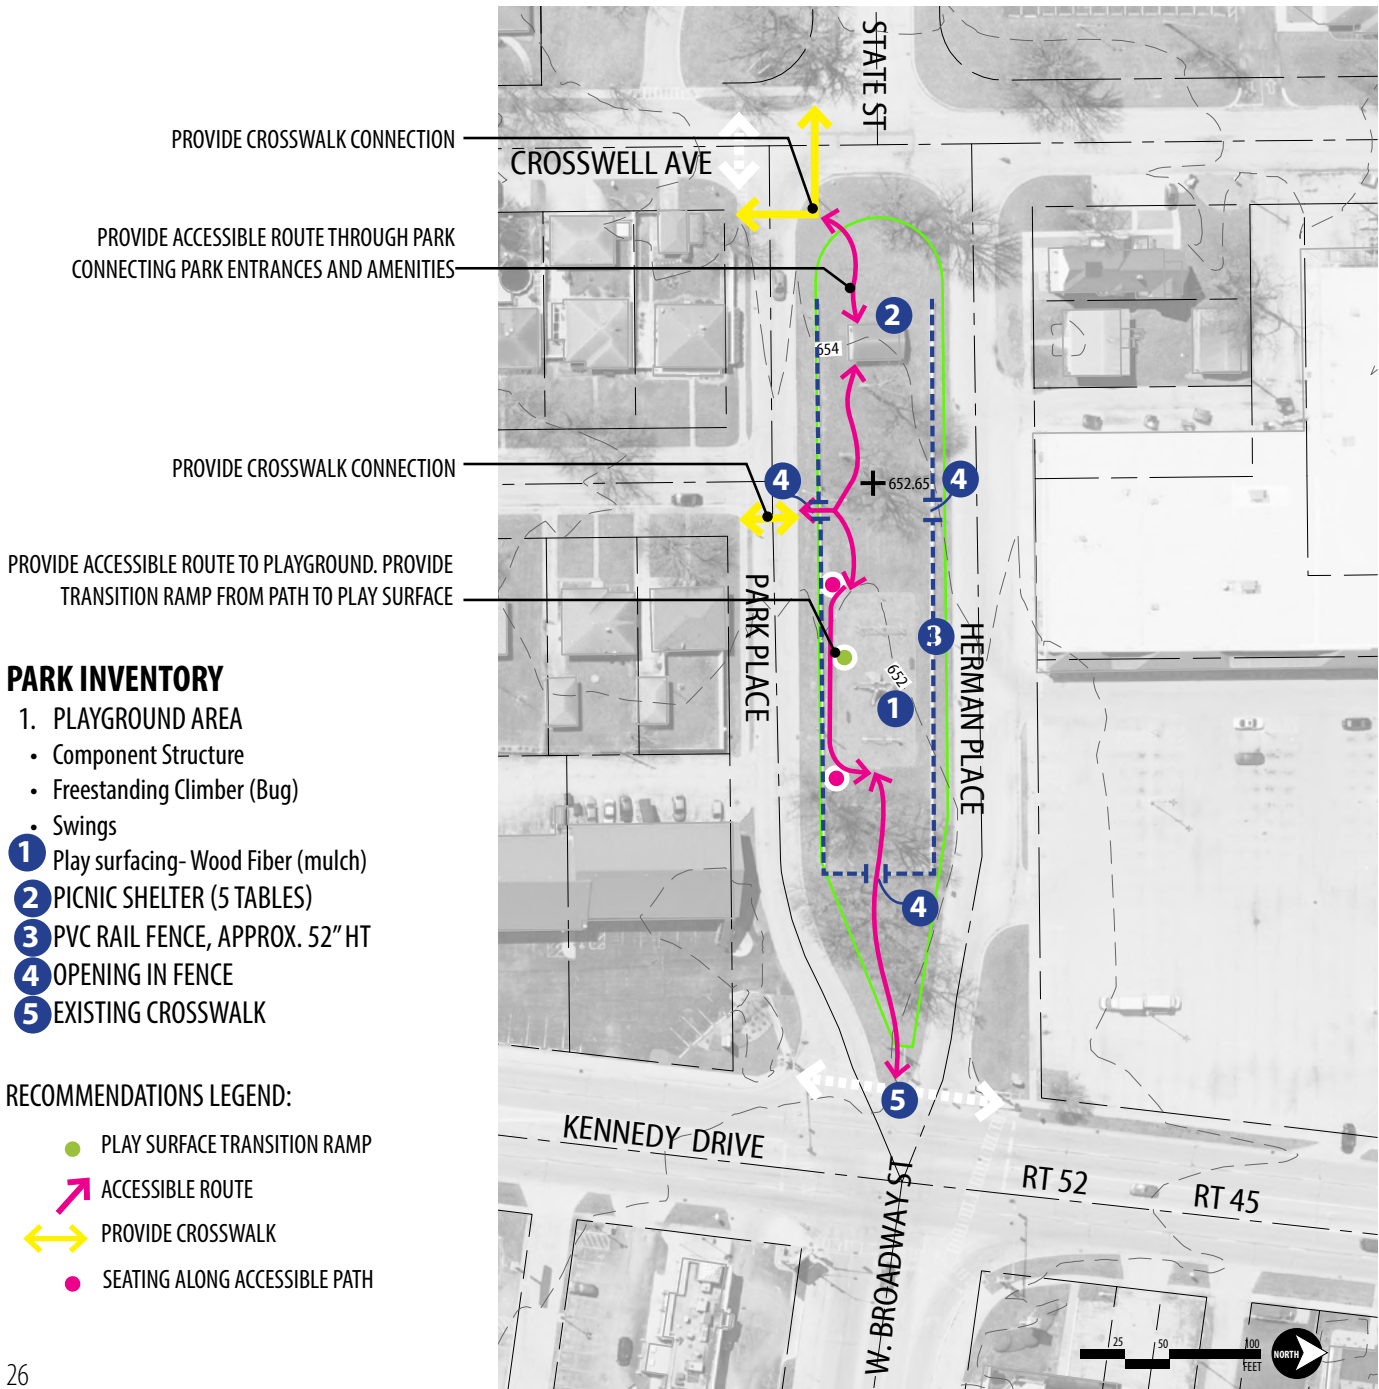 PROVIDE CROSSWALK CONNECTION
PROVIDE ACCESSIBLE ROUTE THROUGH PARK
CONNECTING PARK ENTRANCES AND AMENITIES
PROVIDE CROSSWALK CONNECTION
PROVIDE ACCESSIBLE ROUTE TO PLAYGROUND. PROVIDE
TRANSITION RAMP FROM PATH TO PLAY SURFACE
PARK INVENTORY
1. PLAYGROUND AREA
• Component Structure
• Freestanding Climber (Bug)
• Swings
1 Play surfacing- Wood Fiber (mulch)
2 PICNIC SHELTER (5 TABLES)
3 PVC RAIL FENCE, APPROX. 52" HT
4 OPENING IN FENCE
5 EXISTING CROSSWALK
RECOMMENDATIONS LEGEND:
PLAY SURFACE TRANSITION RAMP
ACCESSIBLE ROUTE
PROVIDE CROSSWALK
SEATING ALONG ACCESSIBLE PATH
26
STATE ST
CROSSWELL AVE
2
654
4
652.65
4
PARK PLACE
3
HERMAN PLACE
652
1
4
5
KENNEDY DRIVE
W. BROADWAY ST
RT 52
RT 45
25
50
100
FEET
NORTH